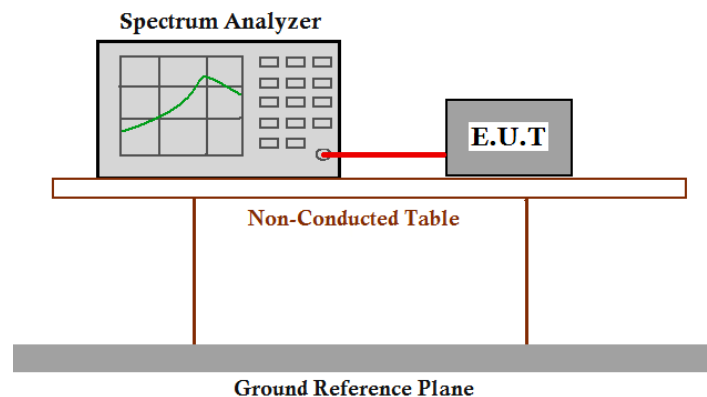 Spectrum Analyzer
E.U.T
Non-Conducted Table
Ground Reference Plane